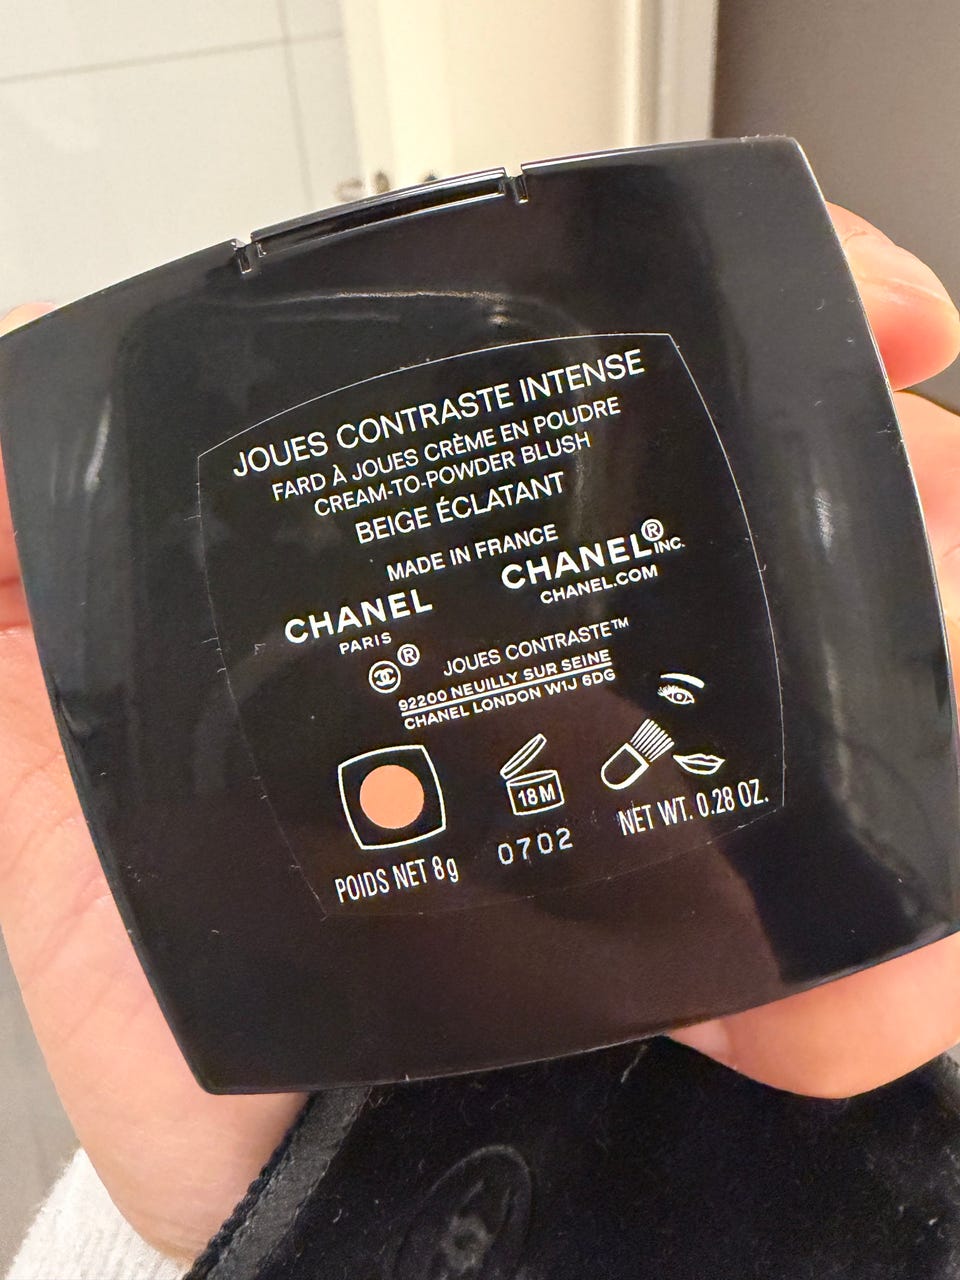 JOUES CONTRASTE INTENSE
FARD À JOUES CRÈME EN POUDRE
CREAM-TO-POWDER BLUSH
BEIGE ÉCLATANT
MADE IN FRANCE
CHANEL
PARIS
CHANEL® INC.
CHANEL.COM
®
JOUES CONTRASTE™
92200 NEUILLY SUR SEINE
CHANEL LONDON W1J 6DG
18M
POIDS NET 8g
0702
NET WT. 0.28 OZ.